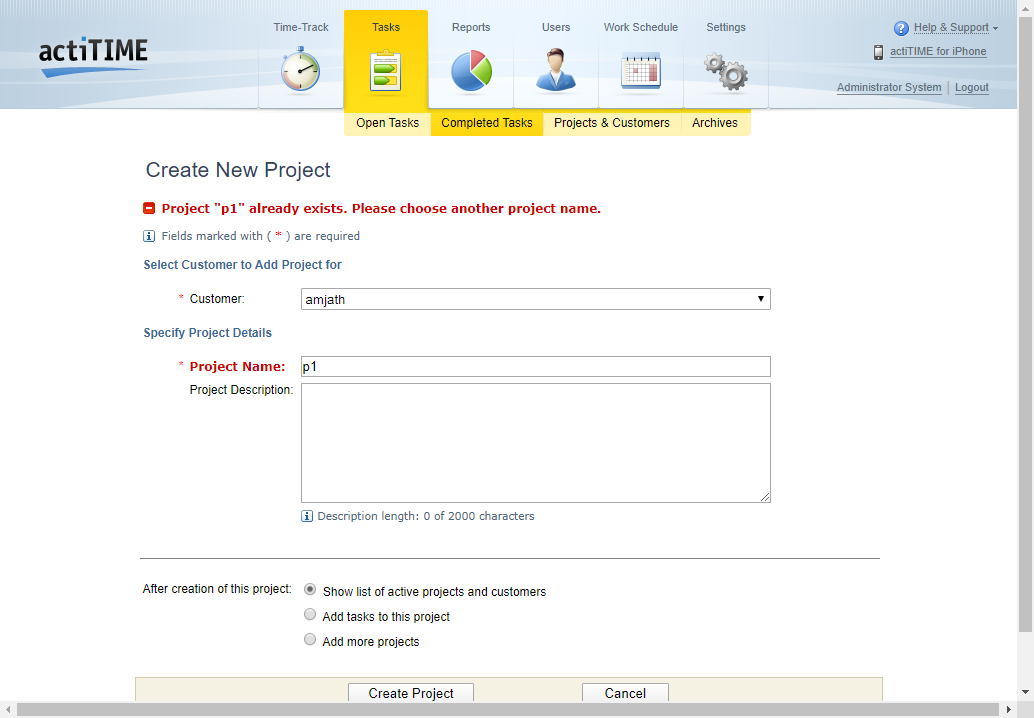 actiTIME
Time-Track Tasks Reports Users Work Schedule Settings
Help & Support
actiTIME for iPhone
Administrator System Logout
Open Tasks Completed Tasks Projects & Customers Archives
Create New Project
Project "p1" already exists. Please choose another project name.
Fields marked with ( * ) are required
Select Customer to Add Project for
* Customer: amjath
Specify Project Details
* Project Name: p1
Project Description:
Description length: 0 of 2000 characters
After creation of this project: Show list of active projects and customers
Add tasks to this project
Add more projects
Create Project Cancel